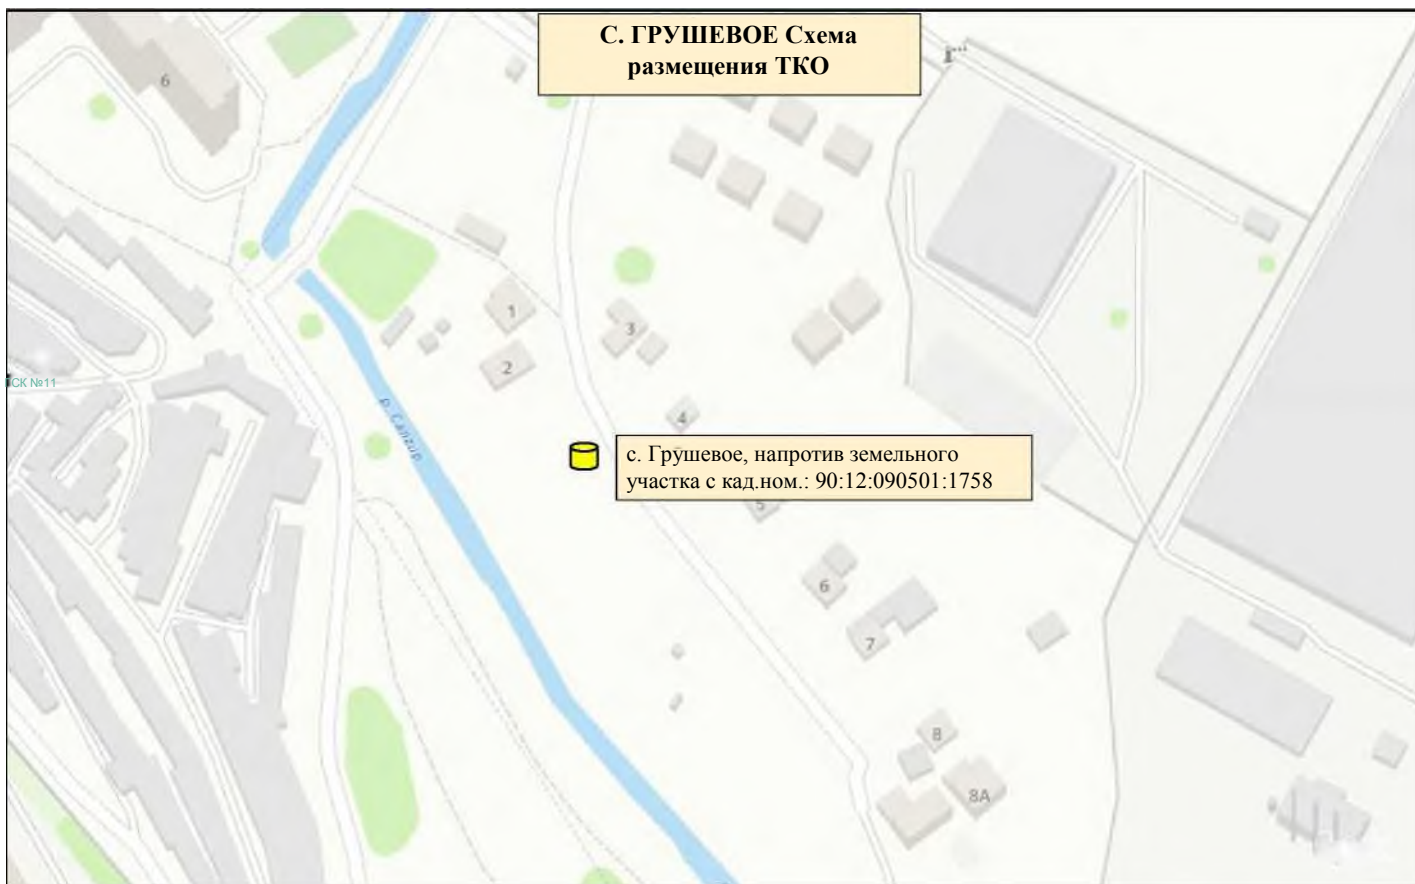 С. ГРУШЕВОЕ Схема
размещения ТКО
6
1
3
2
СК №11
4
р. Салгир
с. Грушевое, напротив земельного
участка с кад.ном.: 90:12:090501:1758
5
6
7
8
8А